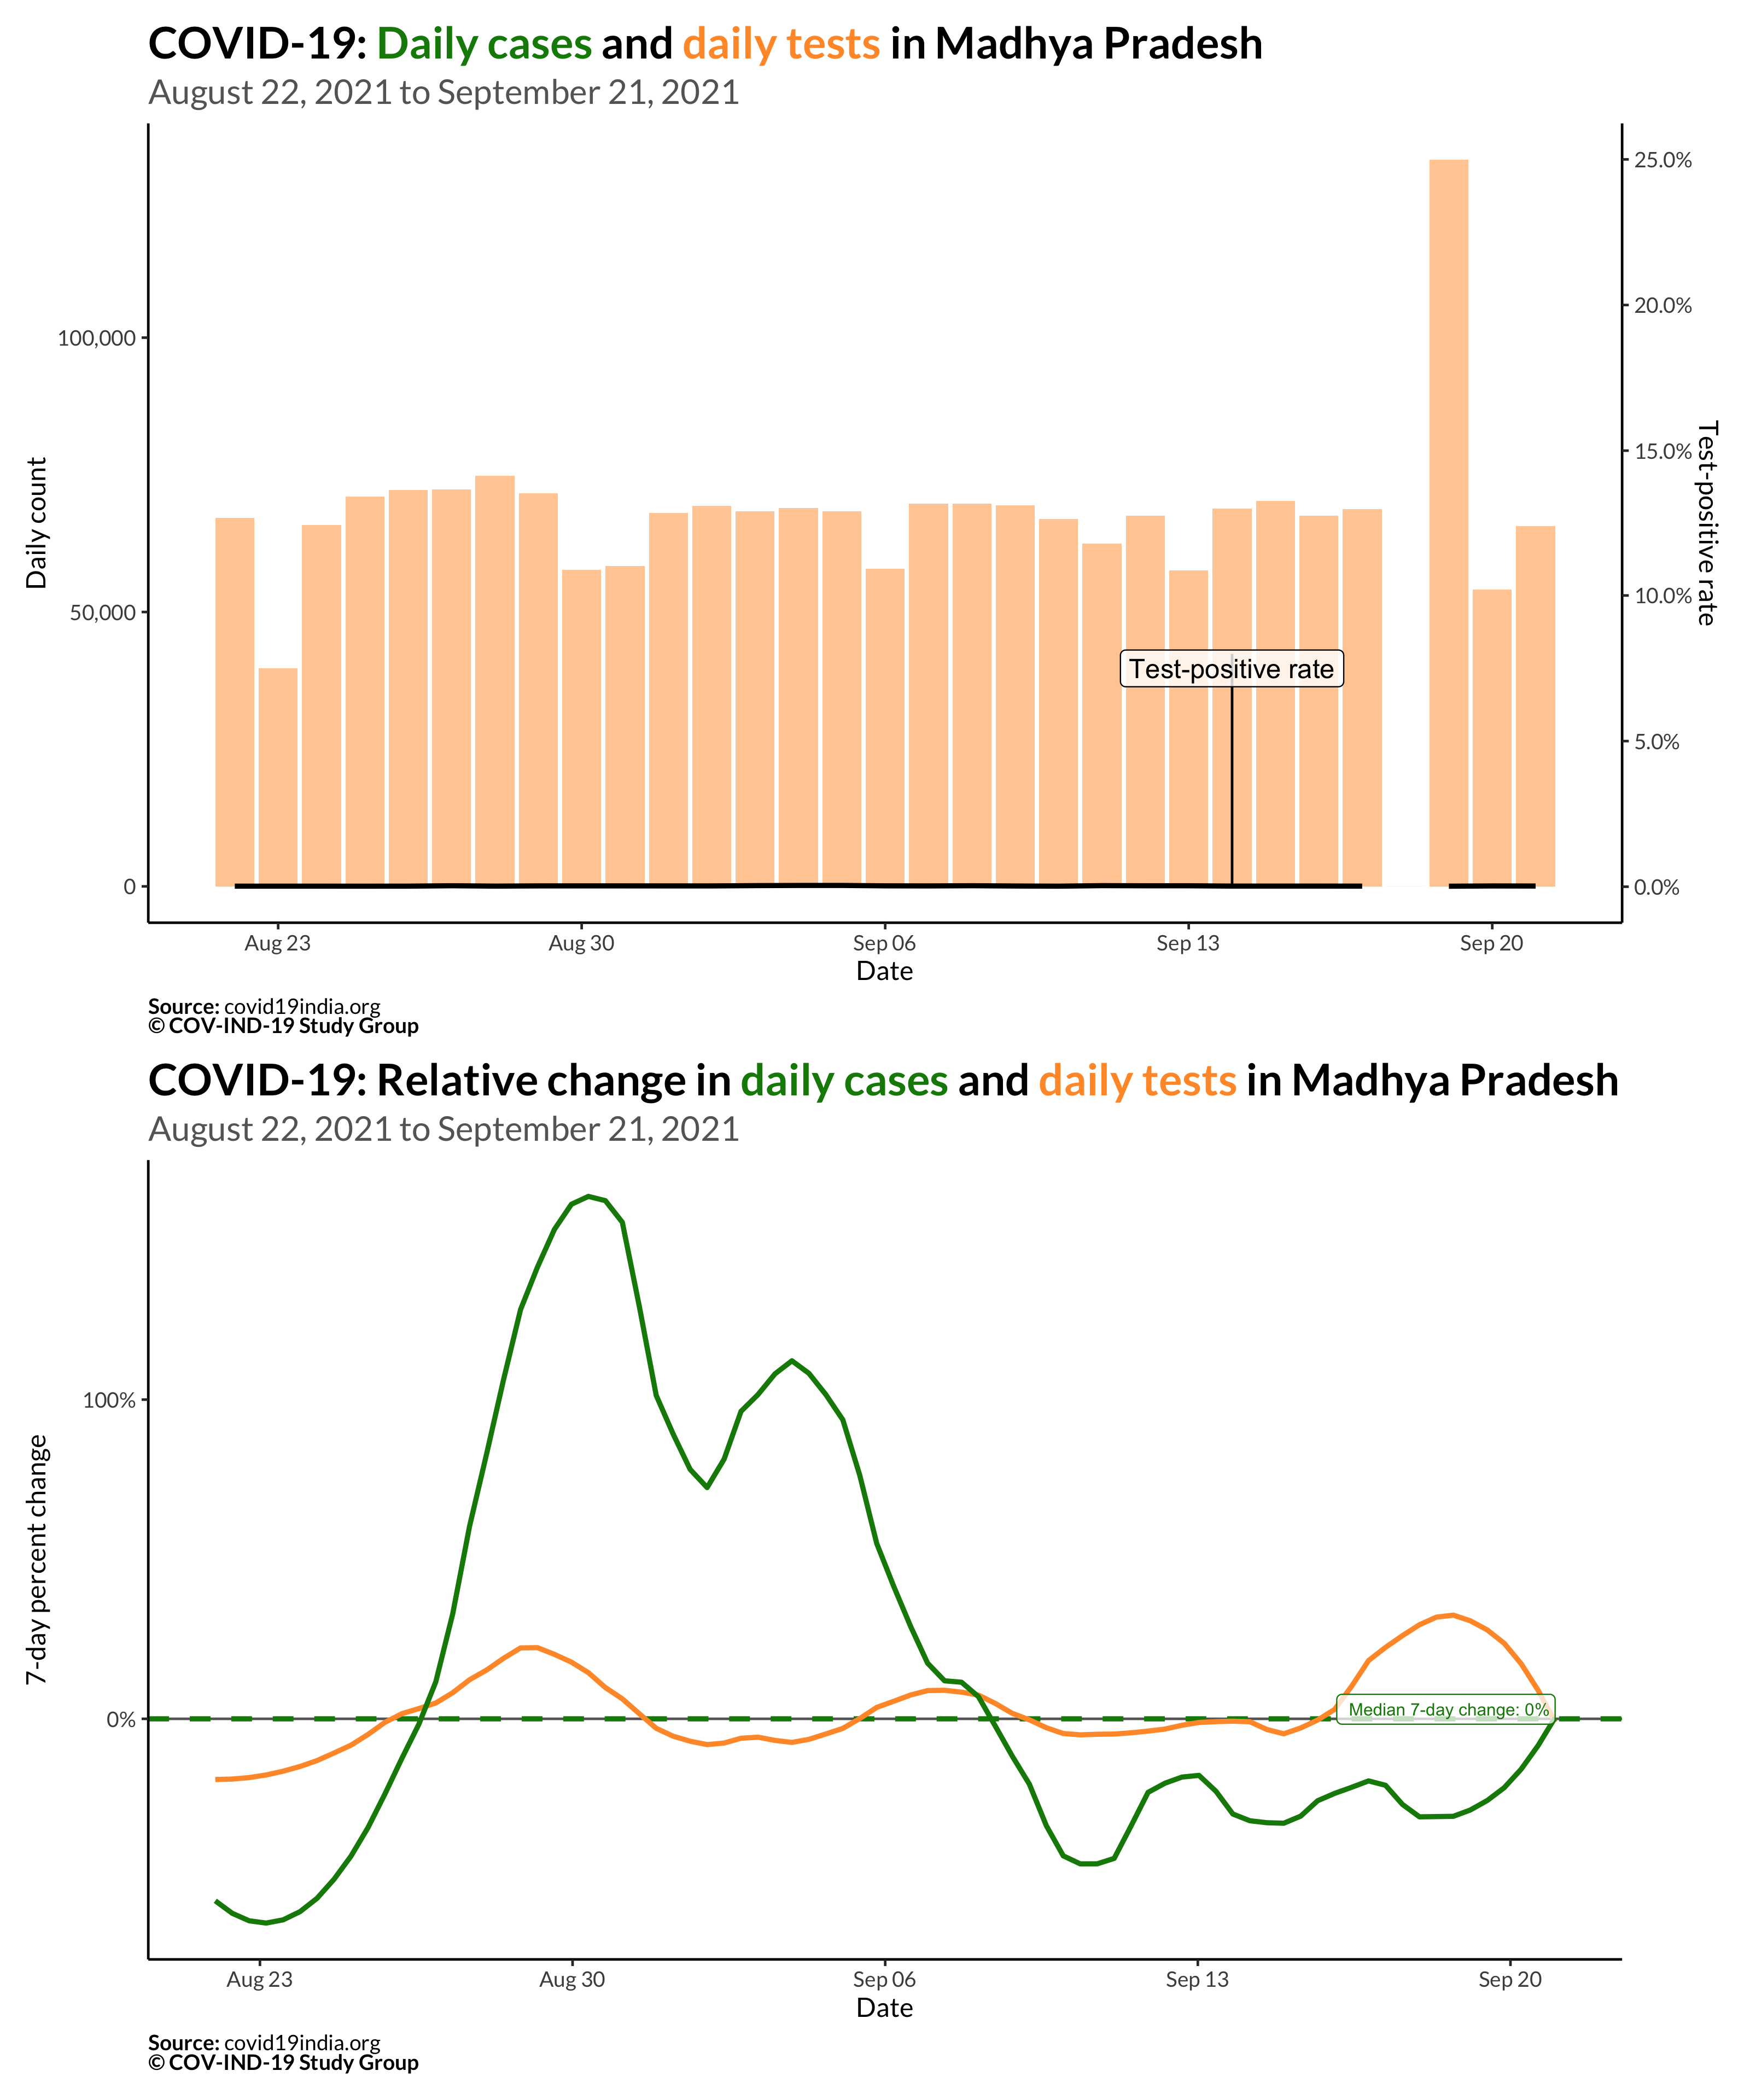 COVID-19: Daily cases and daily tests in Madhya Pradesh
August 22, 2021 to September 21, 2021
Daily count
100,000
50,000
0
25.0%
20.0%
15.0%
10.0%
5.0%
0.0%
Test-positive rate
Test-positive rate
Aug 23
Aug 30
Sep 06
Sep 13
Sep 20
Date
Source: covid19india.org
© COV-IND-19 Study Group
COVID-19: Relative change in daily cases and daily tests in Madhya Pradesh
August 22, 2021 to September 21, 2021
7-day percent change
100%
0%
Median 7-day change: 0%
Aug 23
Aug 30
Sep 06
Sep 13
Sep 20
Date
Source: covid19india.org
© COV-IND-19 Study Group